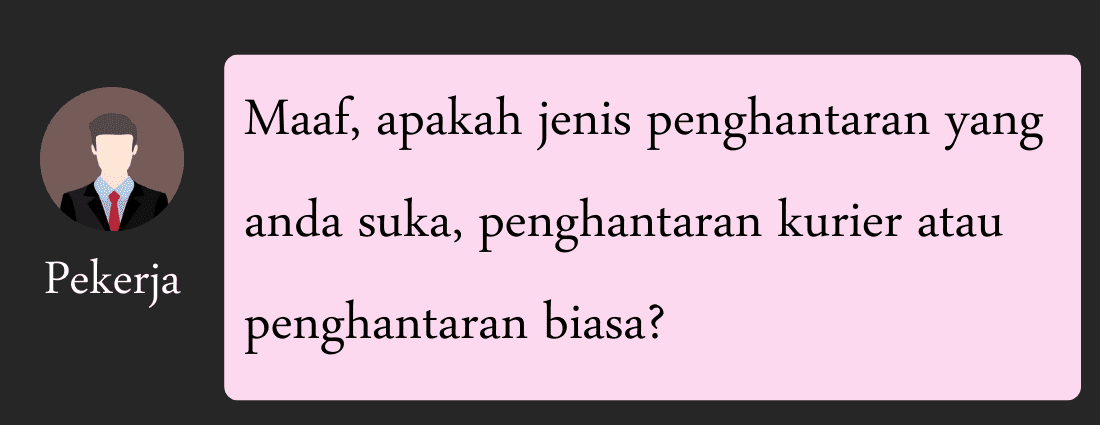 Maaf, apakah jenis penghantaran yang
anda suka, penghantaran kurier atau
penghantaran biasa?
Pekerja